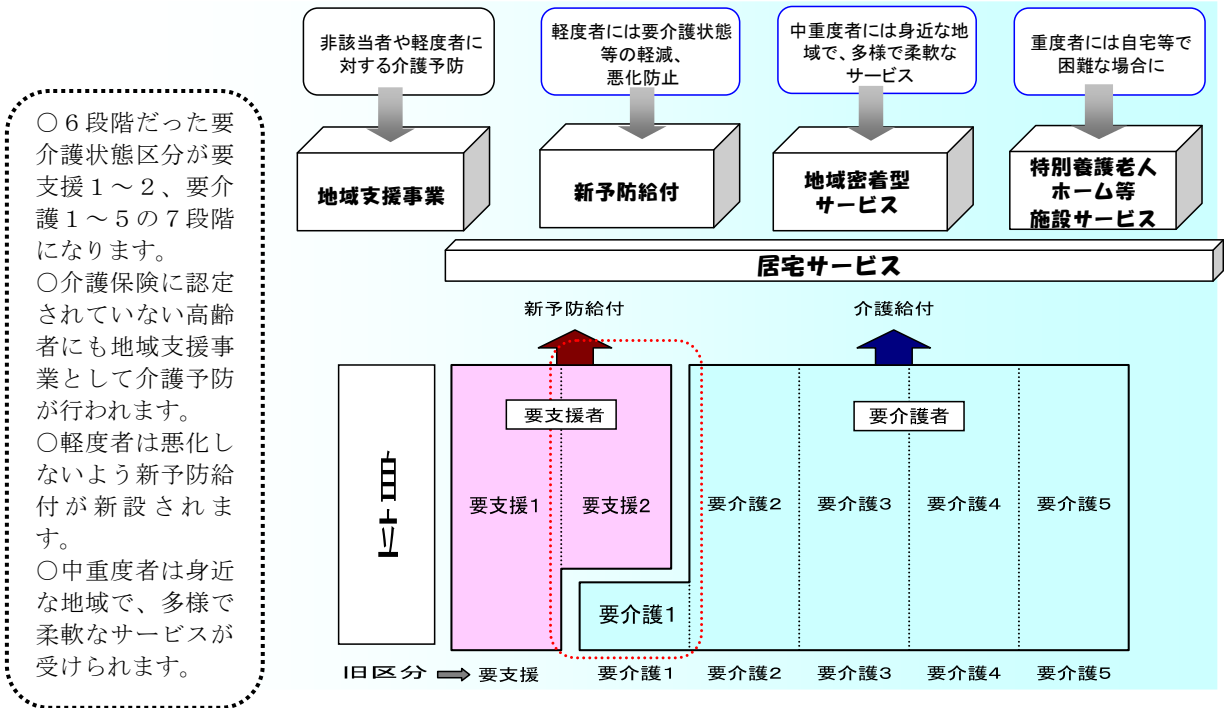 非該当者や軽度者に
対する介護予防
軽度者には要介護状態
等の軽減、
悪化防止
中重度者には身近な地
域で、多様で柔軟な
サービス
重度者には自宅等で
困難な場合に
○６段階だった要
介護状態区分が要
支援１～２、要介
護１～５の７段階
になります。
○介護保険に認定
されていない高齢
者にも地域支援事
業として介護予防
が行われます。
○軽度者は悪化し
ないよう新予防給
付が新設されま
す。
○中重度者は身近
な地域で、多様で
柔軟なサービスが
受けられます。
地域支援事業
新予防給付
地域密着型
サービス
特別養護老人
ホーム等
施設サービス
居宅サービス
新予防給付
介護給付
要支援者
要介護者
自立
要支援1
要支援2
要介護2
要介護3
要介護4
要介護5
要介護1
旧区分
要支援
要介護1
要介護2
要介護3
要介護4
要介護5